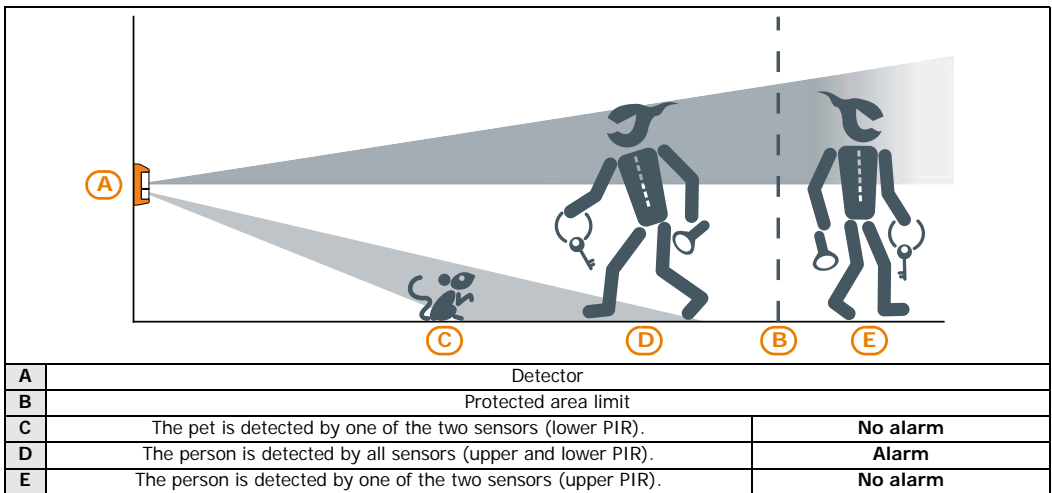 A
C
D
B
E
A Detector
B Protected area limit
C The pet is detected by one of the two sensors (lower PIR). No alarm
D The person is detected by all sensors (upper and lower PIR). Alarm
E The person is detected by one of the two sensors (upper PIR). No alarm